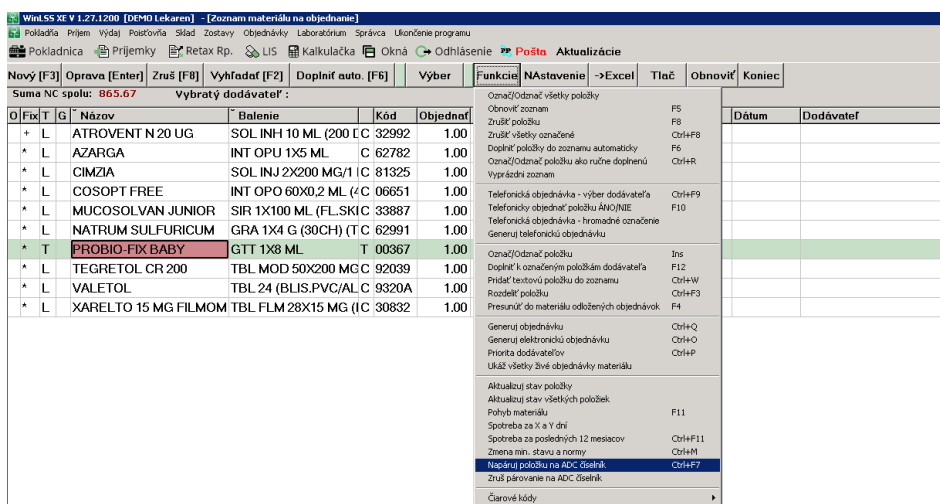 WinLSS XE V 1.27.1200 [DEMO Lekaren] - [Zoznam materiálu na objednanie]
Pokladňa Príjem Výdaj Poisťovňa Sklad Zostavy Objednávky Laboratórium Správca Ukončenie programu
Pokladnica Príjemky Retax Rp. LIS Kalkulačka Okná Odhlásenie Pošta Aktualizácie
Nový [F3] Oprava [Enter] Zruš [F8] Vyhľadať [F2] Doplniť auto. [F6] Výber Funkcie NAstavenie ->Excel Tlač Obnoviť Koniec
Suma NC spolu: 865.67 Vybratý dodávateľ :
O Fix T G Názov Balenie Kód Objednať Dátum Dodávateľ
+ L ATROVENT N 20 UG SOL INH 10 ML (200 D C 32992 1.00
* L AZARGA INT OPU 1X5 ML C 62782 1.00
* L CIMZIA SOL INJ 2X200 MG/1 C 81325 1.00
* L COSOPT FREE INT OPO 60X0,2 ML (4 C 06651 1.00
* L MUCOSOLVAN JUNIOR SIR 1X100 ML (FL.SKI C 33887 1.00
* L NATRUM SULFURICUM GRA 1X4 G (30CH) (T C 62991 1.00
* T PROBIO-FIX BABY GTT 1X8 ML T 00367 1.00
* L TEGRETOL CR 200 TBL MOD 50X200 MG C 92039 1.00
* L VALETOL TBL 24 (BLIS.PVC/AL C 9320A 1.00
* L XARELTO 15 MG FILMOM TBL FLM 28X15 MG ( C 30832 1.00
Označ/Odznač všetky položky
Obnoviť zoznam F5
Zrušiť položku F8
Zrušiť všetky označené Ctrl+F8
Doplniť položky do zoznamu automaticky F6
Označ/Odznač položku ako ručne doplnenú Ctrl+R
Vyprázdni zoznam
Telefonická objednávka - výber dodávateľa Ctrl+F9
Telefonicky objednať položku ÁNO/NIE F10
Telefonická objednávka - hromadné označenie
Generuj telefonickú objednávku
Označ/Odznač položku Ins
Doplniť k označeným položkám dodávateľa F12
Pridať textovú položku do zoznamu Ctrl+W
Rozdeliť položku Ctrl+F3
Presunúť do materiálu odložených objednávok F4
Generuj objednávku Ctrl+Q
Generuj elektronickú objednávku Ctrl+O
Priorita dodávateľov Ctrl+P
Ukáž všetky živé objednávky materiálu
Aktualizuj stav položky
Aktualizuj stav všetkých položiek
Pohyb materiálu F11
Spotreba za X a Y dní
Spotreba za posledných 12 mesiacov Ctrl+F11
Zmena min. stavu a normy Ctrl+M
Napáruj položku na ADC číselník Ctrl+F7
Zruš párovanie na ADC číselník
Čiarové kódy